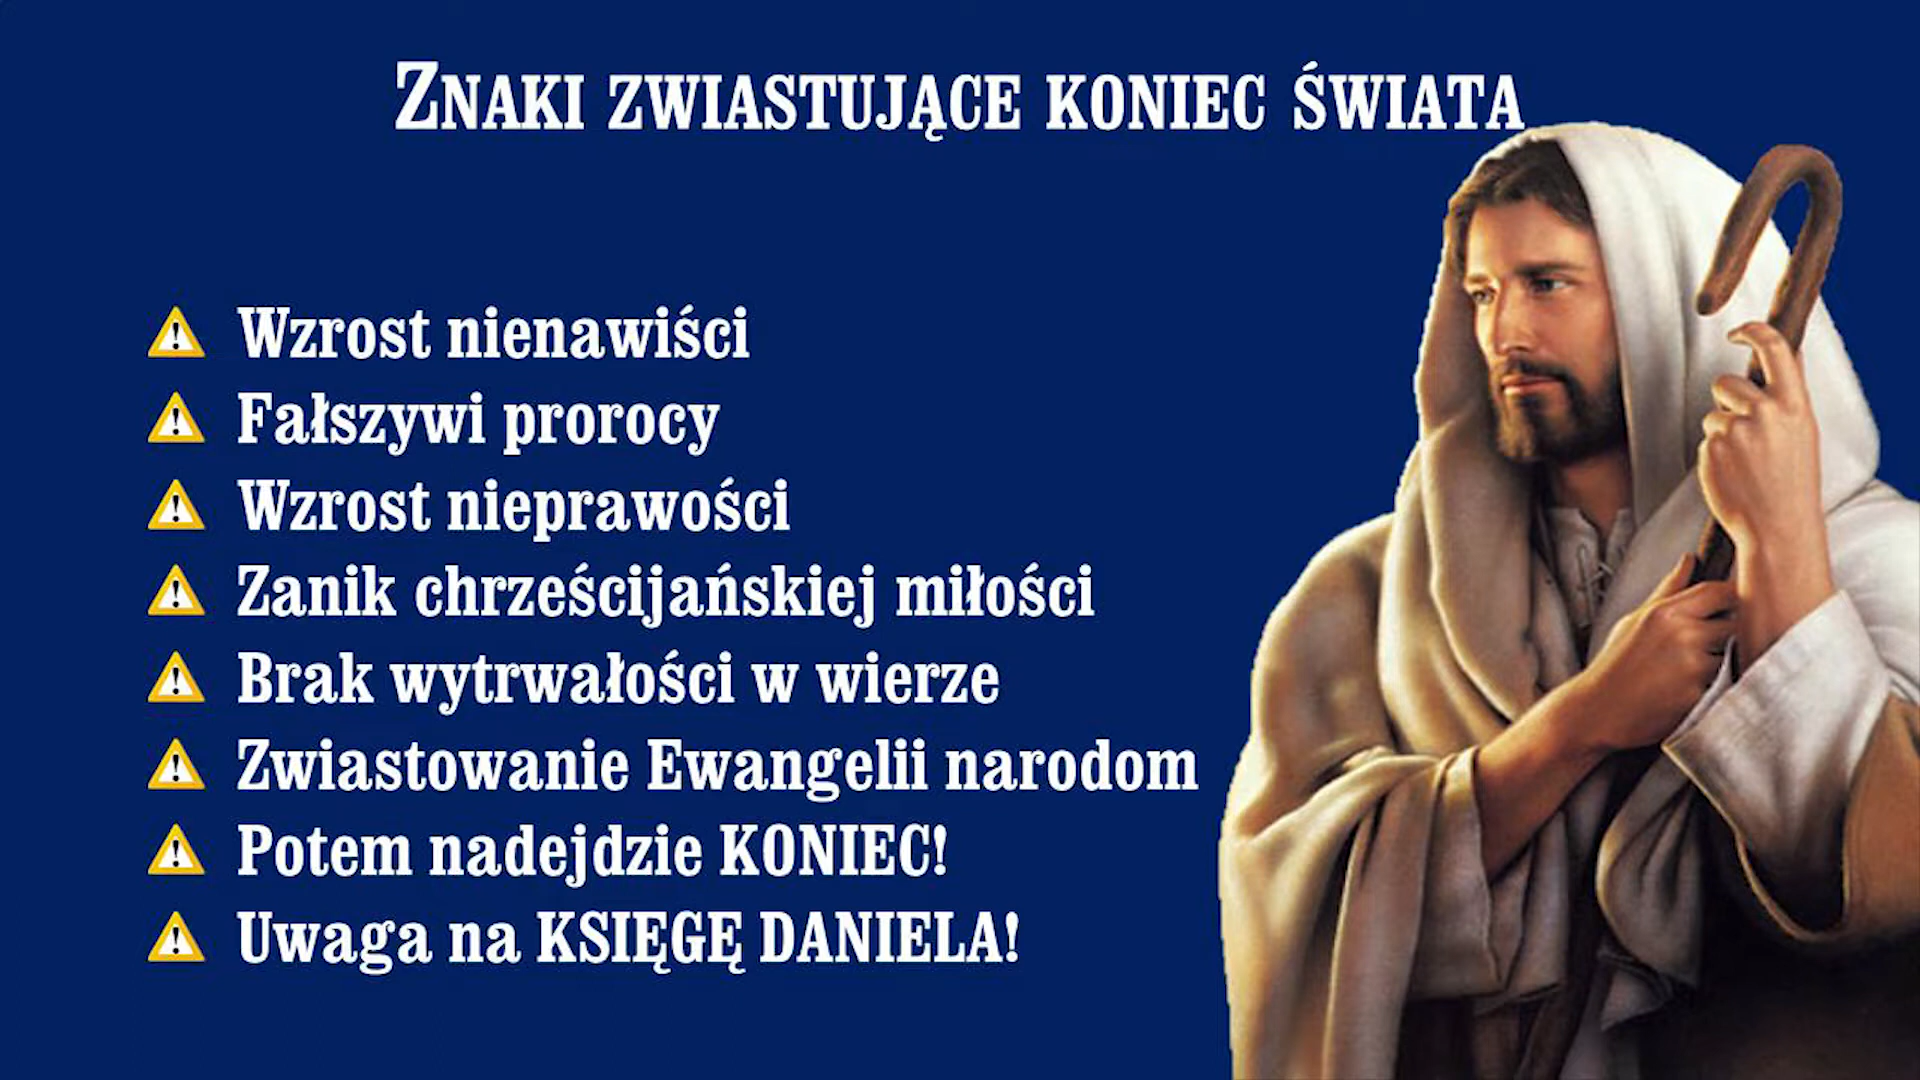 Znaki zwiastujące koniec świata
Wzrost nienawiści
Fałszywi prorocy
Wzrost nieprawości
Zanik chrześcijańskiej miłości
Brak wytrwałości w wierze
Zwiastowanie Ewangelii narodom
Potem nadejdzie KONIEC!
Uwaga na KSIĘGĘ DANIELA!